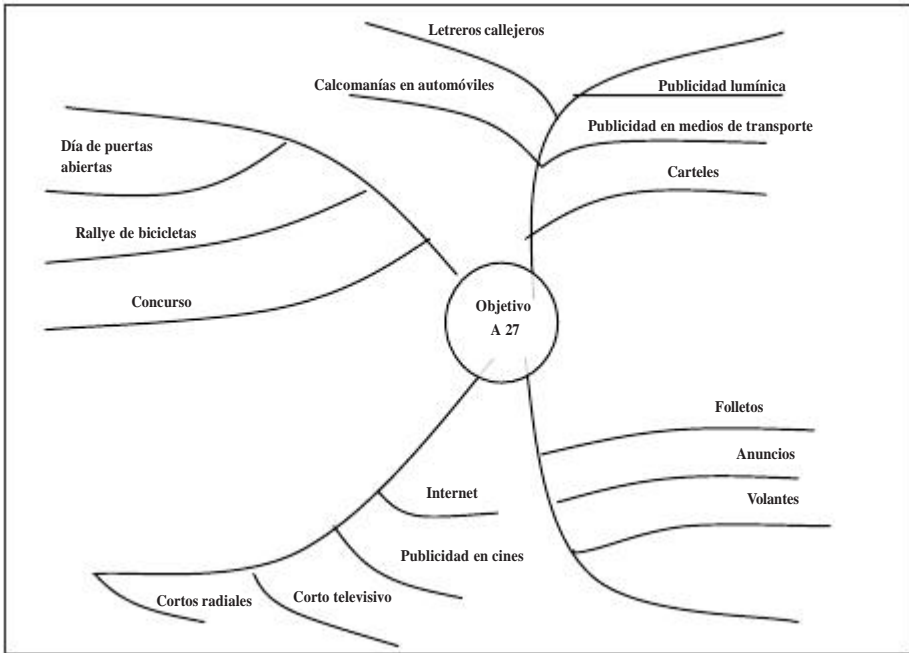 Letreros callejeros
Calcomanías en automóviles
Publicidad lumínica
Publicidad en medios de transporte
Carteles
Día de puertas
abiertas
Rallye de bicicletas
Concurso
Objetivo
A 27
Folletos
Anuncios
Volantes
Internet
Publicidad en cines
Corto televisivo
Cortos radiales